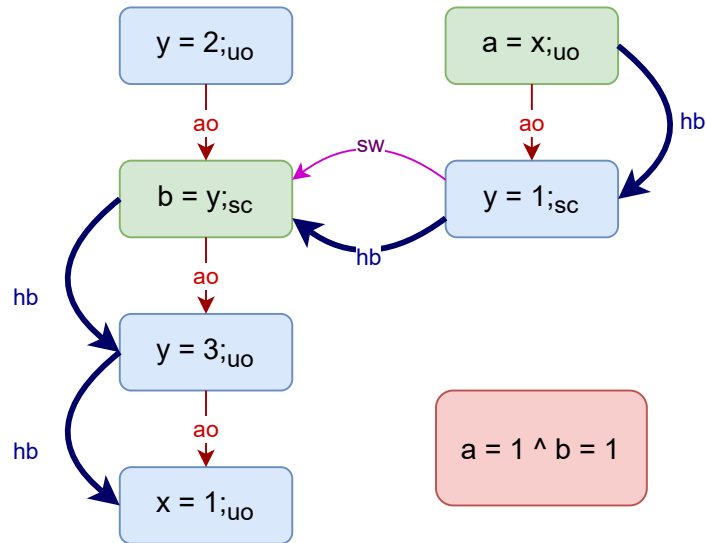 y = 2;uo
a = x;uo
ao
ao
hb
sw
b = y;sc
y = 1;sc
hb
ao
hb
y = 3;uo
ao
a = 1 ^ b = 1
hb
x = 1;uo